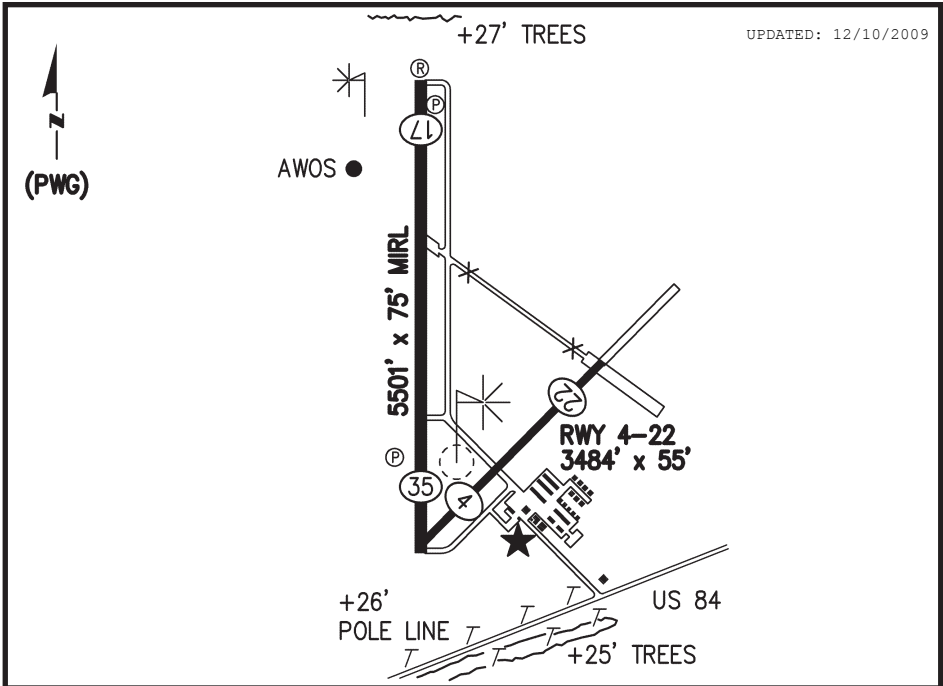 +27' TREES
UPDATED: 12/10/2009
R
N
(PWG)
P
17
AWOS
5501' x 75' MIRL
22
RWY 4-22
3484' x 55'
P
35
4
+26'
POLE LINE
US 84
+25' TREES